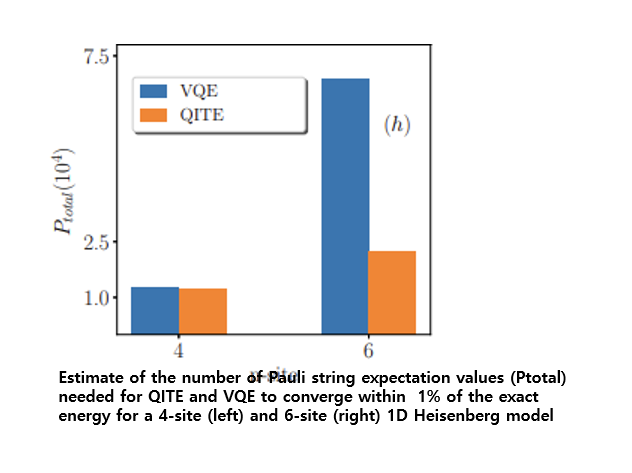 7.5
VQE
QITE
(h)
P_total(10^4)
2.5
1.0
4
6
Estimate of the number of Pauli string expectation values (Ptotal)
needed for QITE and VQE to converge within 1% of the exact
energy for a 4-site (left) and 6-site (right) 1D Heisenberg model